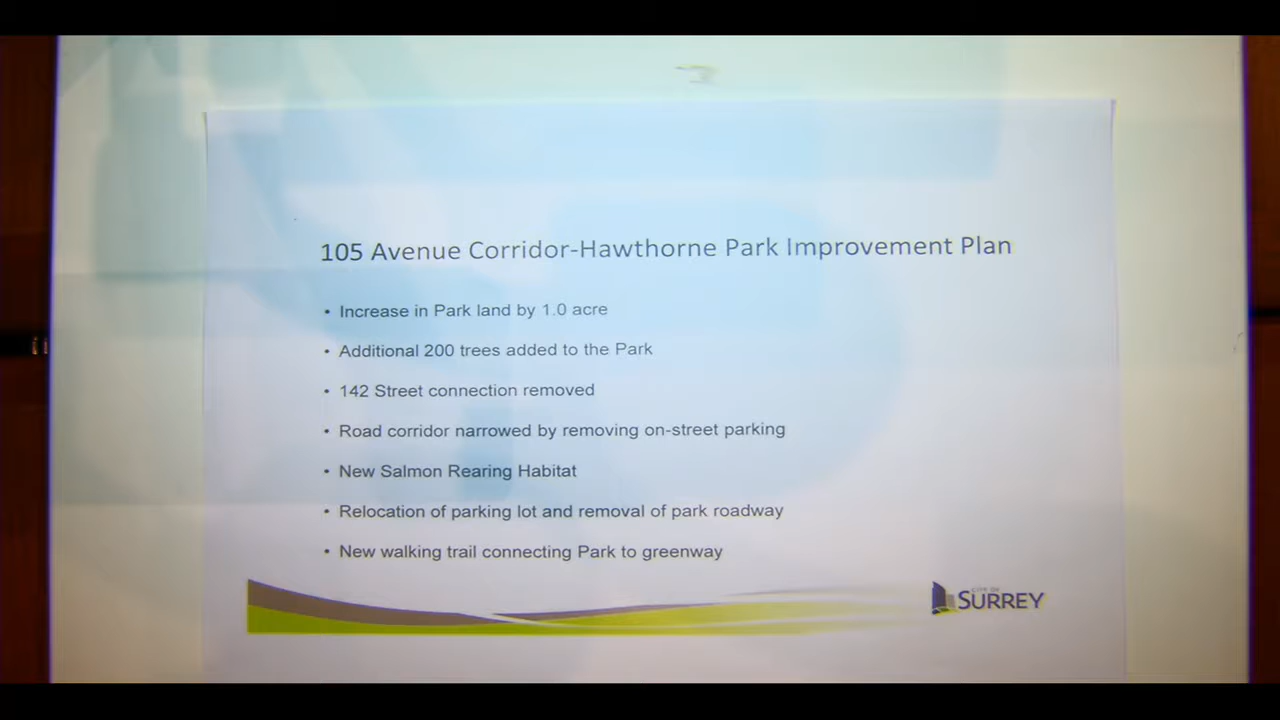 105 Avenue Corridor-Hawthorne Park Improvement Plan
• Increase in Park land by 1.0 acre
• Additional 200 trees added to the Park
• 142 Street connection removed
• Road corridor narrowed by removing on-street parking
• New Salmon Rearing Habitat
• Relocation of parking lot and removal of park roadway
• New walking trail connecting Park to greenway
CITY OF
SURREY